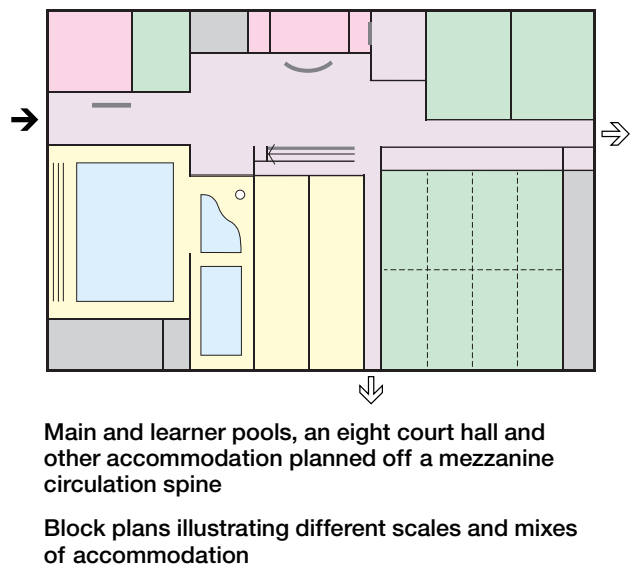 Main and learner pools, an eight court hall and
other accommodation planned off a mezzanine
circulation spine
Block plans illustrating different scales and mixes
of accommodation